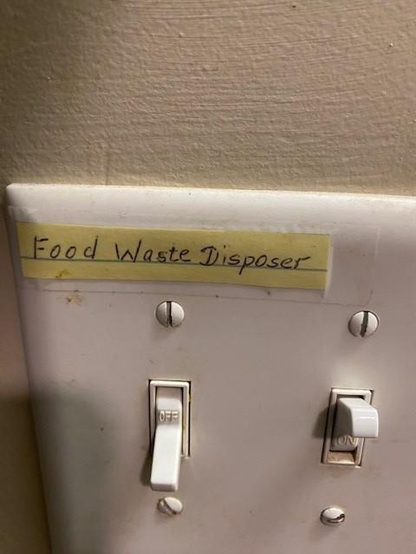 Food Waste Disposer
OFF
ON